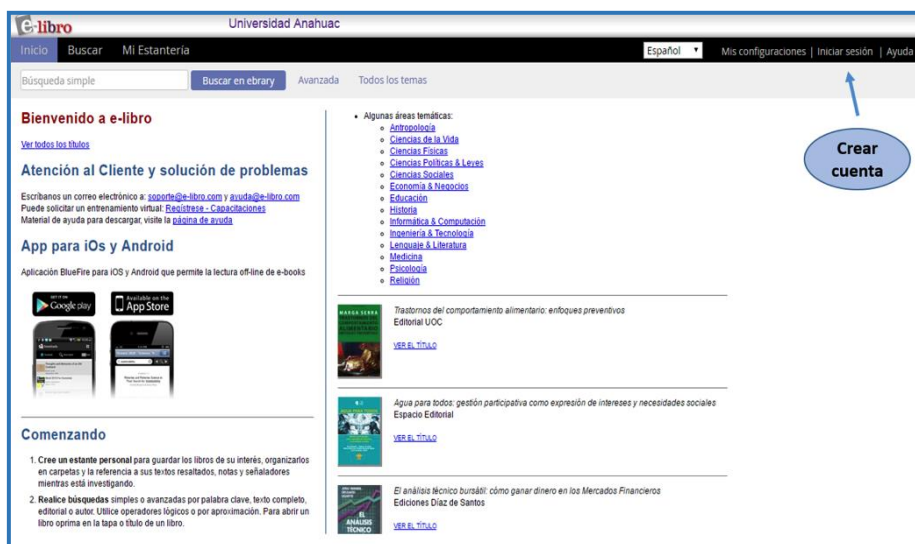 e-libro
Universidad Anahuac
Inicio Buscar Mi Estantería Español Mis configuraciones | Iniciar sesión | Ayuda
Búsqueda simple Buscar en ebrary Avanzada Todos los temas
Crear
cuenta
Bienvenido a e-libro
Ver todos los títulos
Atención al Cliente y solución de problemas
Escríbanos un correo electrónico a: soporte@e-libro.com y ayuda@e-libro.com
Puede solicitar un entrenamiento virtual: Regístrese - Capacitaciones
Material de ayuda para descargar, visite la página de ayuda
App para iOs y Android
Aplicación BlueFire para iOS y Android que permite la lectura off-line de e-books
GET IT ON
Google play
Available on the
App Store
Comenzando
1. Cree un estante personal para guardar los libros de su interés, organizarlos
en carpetas y la referencia a sus textos resaltados, notas y señaladores
mientras está investigando.
2. Realice búsquedas simples o avanzadas por palabra clave, texto completo,
editorial o autor. Utilice operadores lógicos o por aproximación. Para abrir un
libro oprima en la tapa o título de un libro.
Algunas áreas temáticas:
Antropología
Ciencias de la Vida
Ciencias Físicas
Ciencias Políticas & Leyes
Ciencias Sociales
Economía & Negocios
Educación
Historia
Informática & Computación
Ingeniería & Tecnología
Lenguaje & Literatura
Medicina
Psicología
Religión
MARGA SERRA
Trastornos del comportamiento alimentario: enfoques preventivos
Editorial UOC
VER EL TÍTULO
AGUA PARA TODOS
Agua para todos: gestión participativa como expresión de intereses y necesidades sociales
Espacio Editorial
VER EL TÍTULO
EL
ANÁLISIS
TÉCNICO
El análisis técnico bursátil: cómo ganar dinero en los Mercados Financieros
Ediciones Díaz de Santos
VER EL TÍTULO